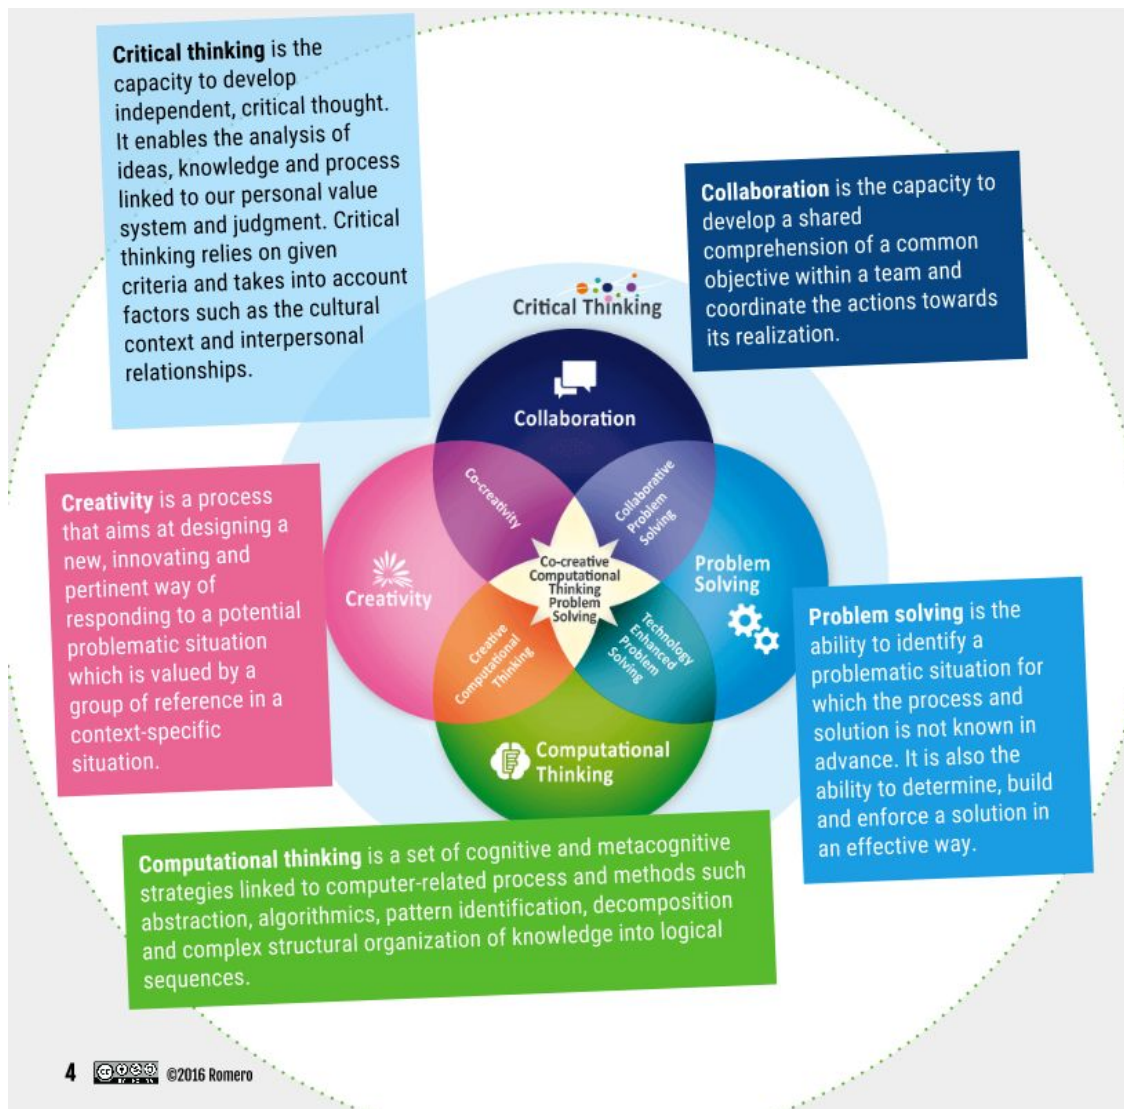 Critical thinking is the
capacity to develop
independent, critical thought.
It enables the analysis of
ideas, knowledge and process
linked to our personal value
system and judgment. Critical
thinking relies on given
criteria and takes into account
factors such as the cultural
context and interpersonal
relationships.
Collaboration is the capacity to
develop a shared
comprehension of a common
objective within a team and
coordinate the actions towards
its realization.
Critical Thinking
Collaboration
Co-creativity
Collaborative
Problem
Solving
Creativity is a process
that aims at designing a
new, innovating and
pertinent way of
responding to a potential
problematic situation
which is valued by a
group of reference in a
context-specific
situation.
Creativity
Co-creative
Computational
Thinking
Problem
Solving
Problem
Solving
Creative
Computational
Thinking
Technology
Enhanced
Problem
Solving
Computational
Thinking
Problem solving is the
ability to identify a
problematic situation for
which the process and
solution is not known in
advance. It is also the
ability to determine, build
and enforce a solution in
an effective way.
Computational thinking is a set of cognitive and metacognitive
strategies linked to computer-related process and methods such
abstraction, algorithmics, pattern identification, decomposition
and complex structural organization of knowledge into logical
sequences.
4 ©2016 Romero